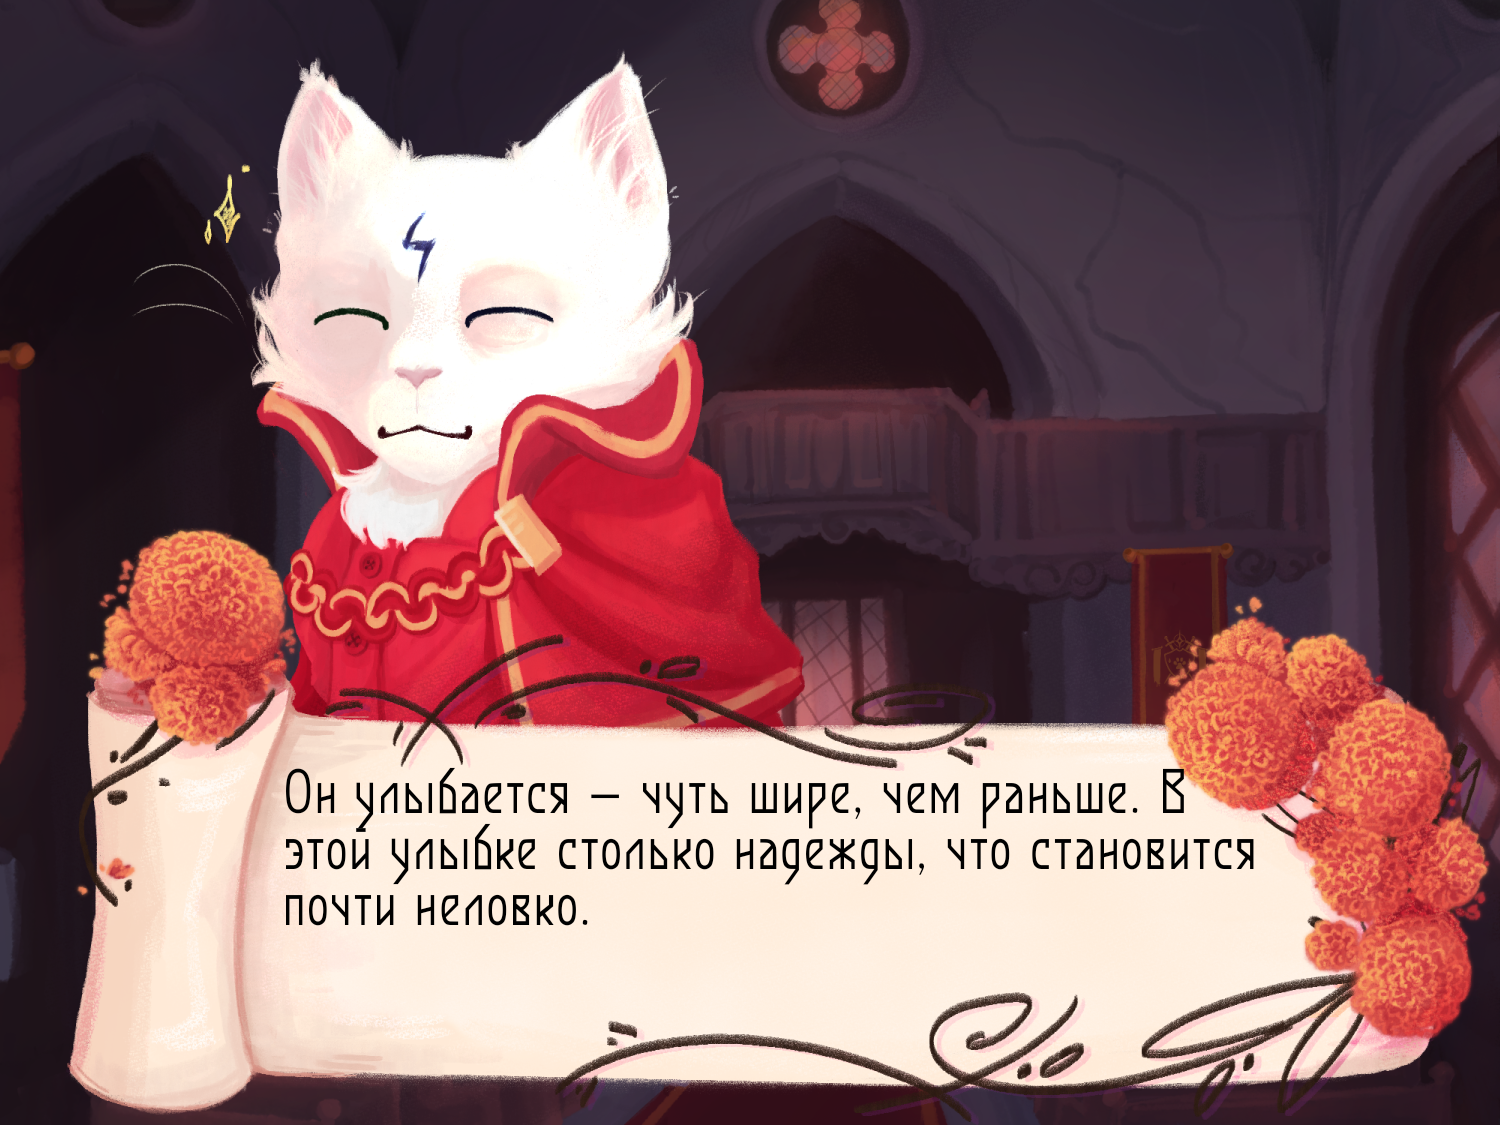 Он улыбается – чуть шире, чем раньше. В
этой улыбке столько надежды, что становится
почти неловко.